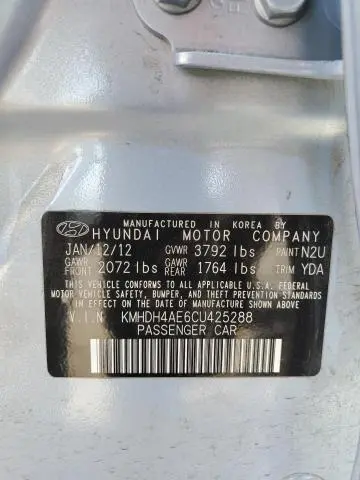 MANUFACTURED IN KOREA BY
HYUNDAI MOTOR COMPANY
JAN/12/12 GVWR 3792 lbs PAINT N2U
GAWR FRONT 2072 lbs GAWR REAR 1764 lbs TRIM YDA
THIS VEHICLE CONFORMS TO ALL APPLICABLE U.S.A. FEDERAL
MOTOR VEHICLE SAFETY, BUMPER, AND THEFT PREVENTION
STANDARDS IN EFFECT ON THE DATE OF MANUFACTURE
SHOWN ABOVE.
V.I.N KMHDH4AE6CU425288
PASSENGER CAR